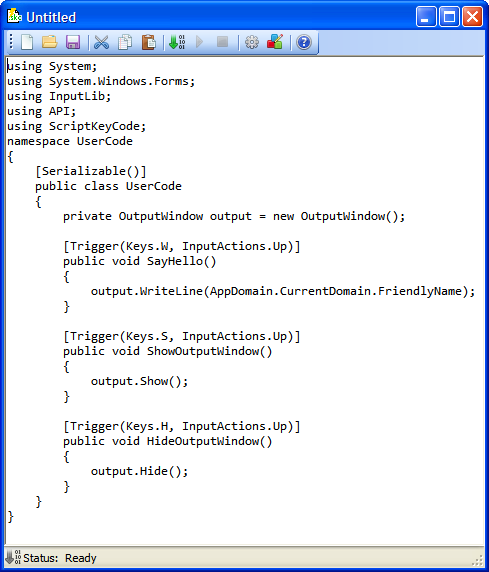 Untitled
using System;
using System.Windows.Forms;
using InputLib;
using API;
using ScriptKeyCode;
namespace UserCode
{
    [Serializable()]
    public class UserCode
    {
        private OutputWindow output = new OutputWindow();

        [Trigger(Keys.W, InputActions.Up)]
        public void SayHello()
        {
            output.WriteLine(AppDomain.CurrentDomain.FriendlyName);
        }

        [Trigger(Keys.S, InputActions.Up)]
        public void ShowOutputWindow()
        {
            output.Show();
        }

        [Trigger(Keys.H, InputActions.Up)]
        public void HideOutputWindow()
        {
            output.Hide();
        }
    }
}
Status: Ready